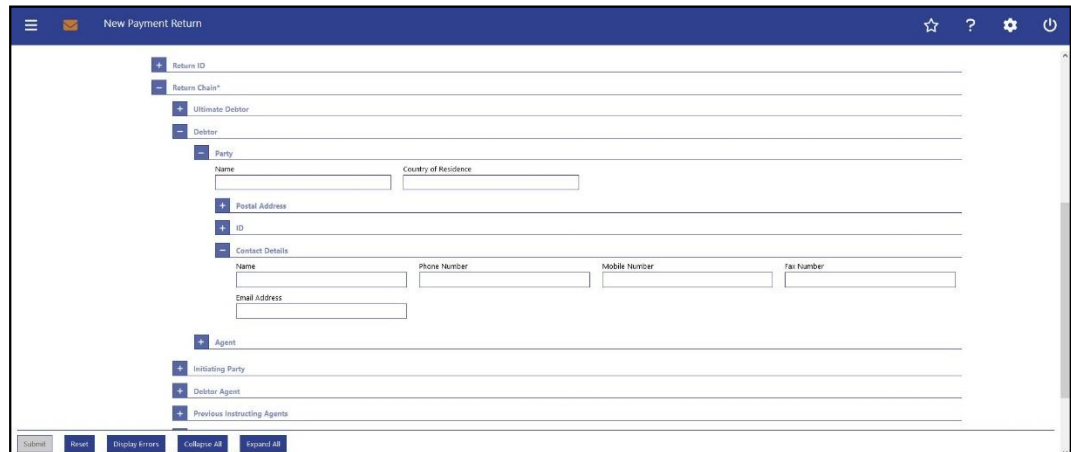 New Payment Return ?
Return ID
Return Chain*
Ultimate Debtor
Debtor
Party
Name Country of Residence
Postal Address
ID
Contact Details
Name Phone Number Mobile Number Fax Number
Email Address
Agent
Initiating Party
Debtor Agent
Previous Instructing Agents
Submit Reset Display Errors Collapse All Expand All